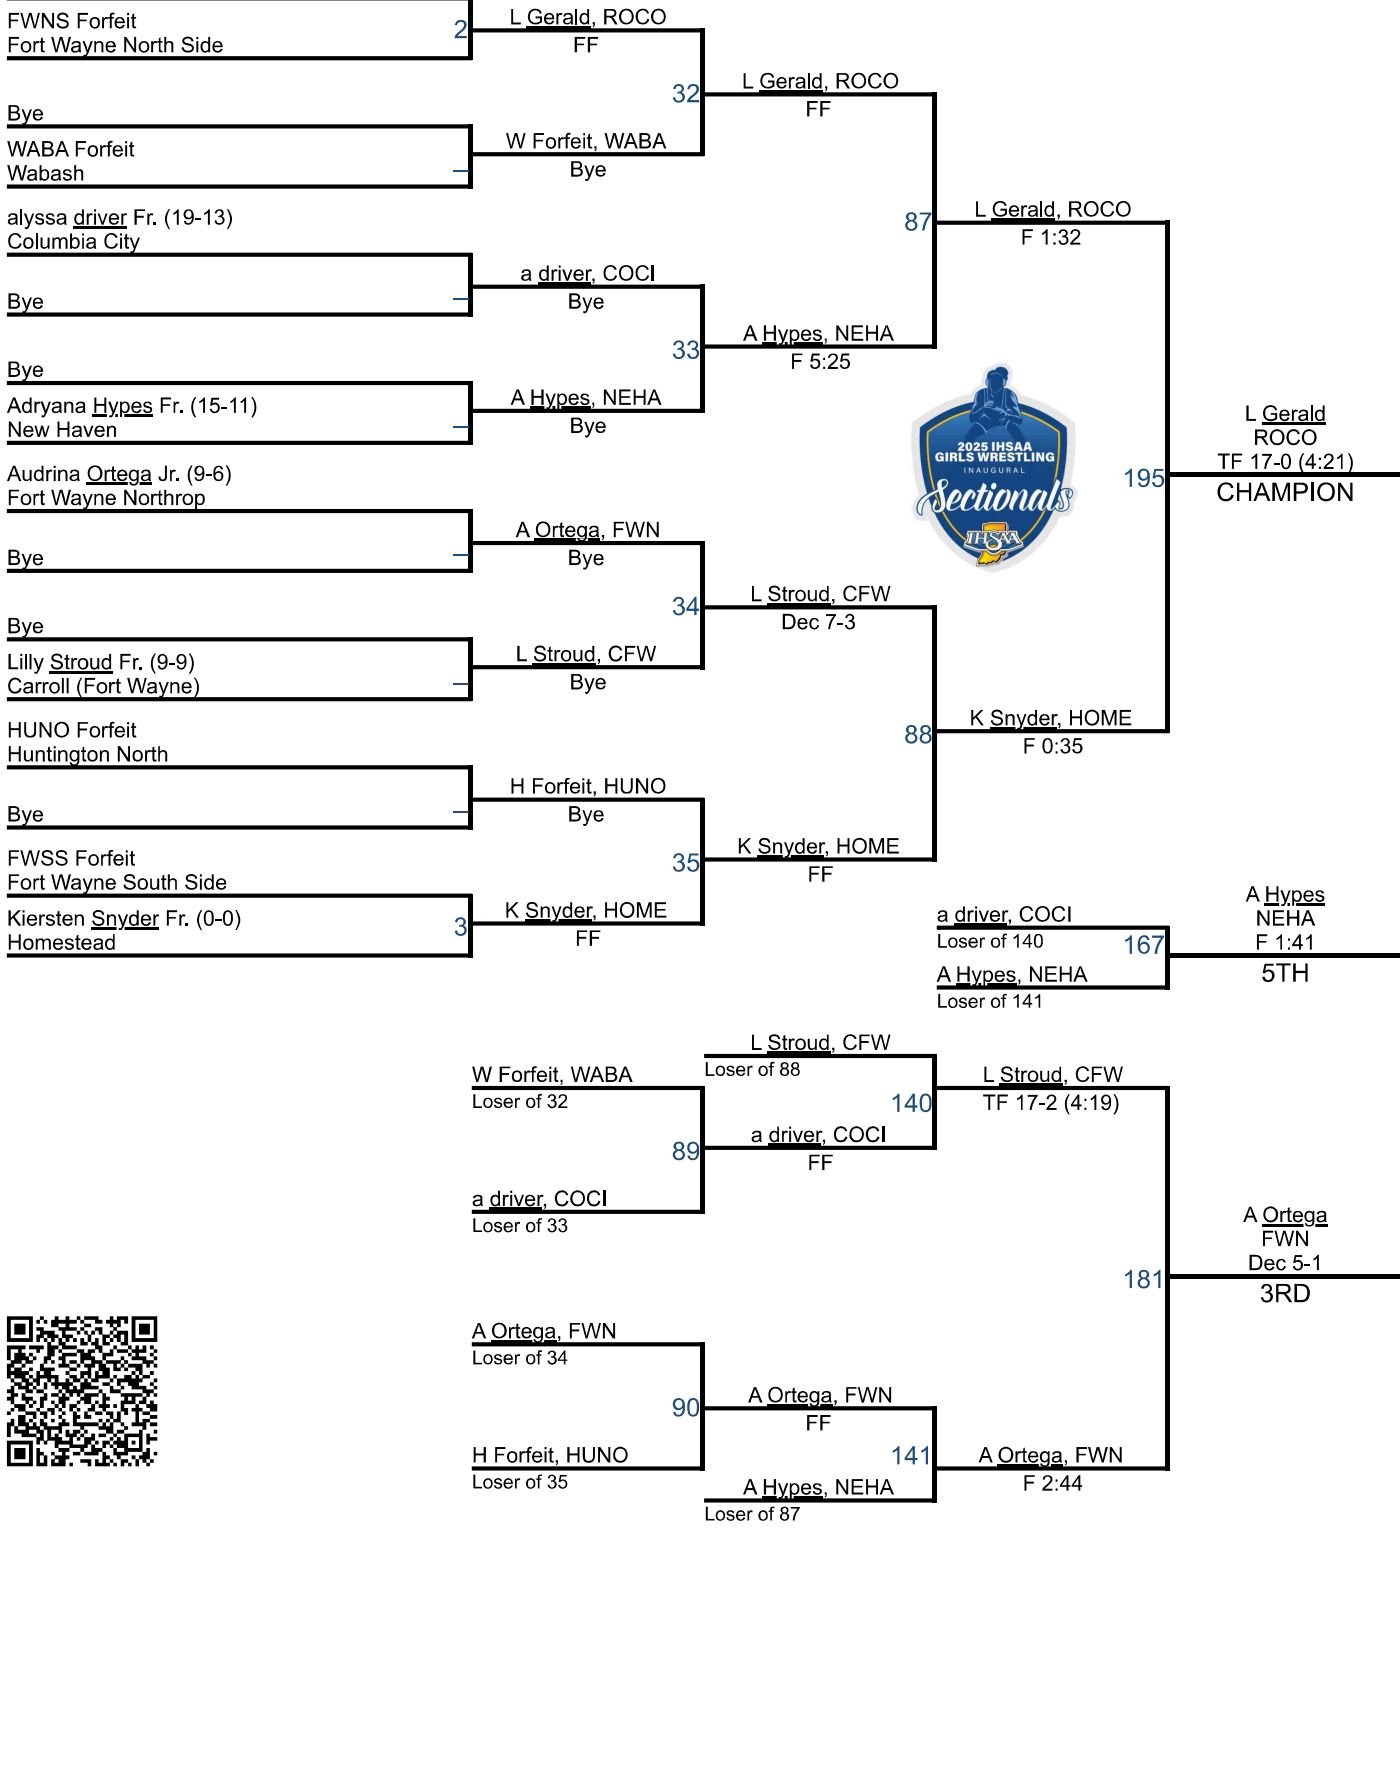 FWNS Forfeit
Fort Wayne North Side
2
L Gerald, ROCO
FF
32
L Gerald, ROCO
FF
Bye
WABA Forfeit
Wabash
W Forfeit, WABA
Bye
alyssa driver Fr. (19-13)
Columbia City
87
L Gerald, ROCO
F 1:32
a driver, COCI
Bye
Bye
33
A Hypes, NEHA
F 5:25
Bye
Adryana Hypes Fr. (15-11)
New Haven
A Hypes, NEHA
Bye
2025 IHSAA
GIRLS WRESTLING
INAUGURAL
Sectionals
IHSAA
195
L Gerald
ROCO
TF 17-0 (4:21)
CHAMPION
Audrina Ortega Jr. (9-6)
Fort Wayne Northrop
A Ortega, FWN
Bye
Bye
34
L Stroud, CFW
Dec 7-3
Bye
Lilly Stroud Fr. (9-9)
Carroll (Fort Wayne)
L Stroud, CFW
Bye
HUNO Forfeit
Huntington North
88
K Snyder, HOME
F 0:35
H Forfeit, HUNO
Bye
Bye
35
K Snyder, HOME
FF
FWSS Forfeit
Fort Wayne South Side
Kiersten Snyder Fr. (0-0)
Homestead
3
K Snyder, HOME
FF
a driver, COCI
Loser of 140
167
A Hypes, NEHA
Loser of 141
A Hypes
NEHA
F 1:41
5TH
L Stroud, CFW
Loser of 88
W Forfeit, WABA
Loser of 32
140
L Stroud, CFW
TF 17-2 (4:19)
89
a driver, COCI
FF
a driver, COCI
Loser of 33
181
A Ortega
FWN
Dec 5-1
3RD
A Ortega, FWN
Loser of 34
90
A Ortega, FWN
FF
H Forfeit, HUNO
Loser of 35
141
A Ortega, FWN
F 2:44
A Hypes, NEHA
Loser of 87